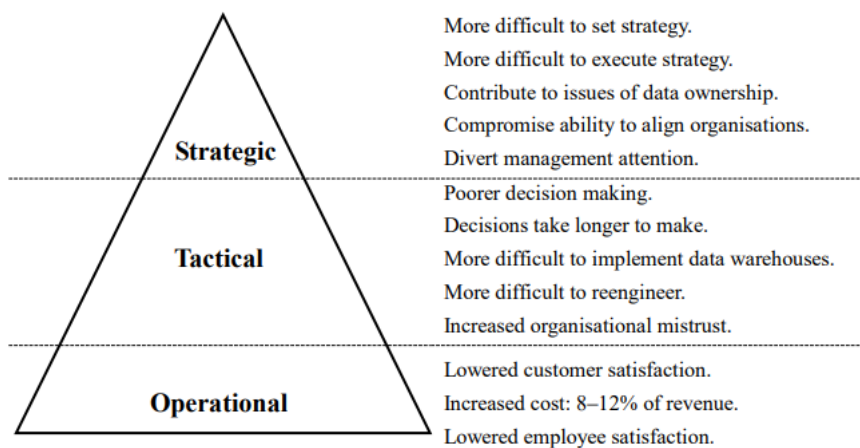 More difficult to set strategy.
More difficult to execute strategy.
Contribute to issues of data ownership.
Compromise ability to align organisations.
Strategic
Divert management attention.
Poorer decision making.
Decisions take longer to make.
Tactical
More difficult to implement data warehouses.
More difficult to reengineer.
Increased organisational mistrust.
Lowered customer satisfaction.
Operational
Increased cost: 8–12% of revenue.
Lowered employee satisfaction.